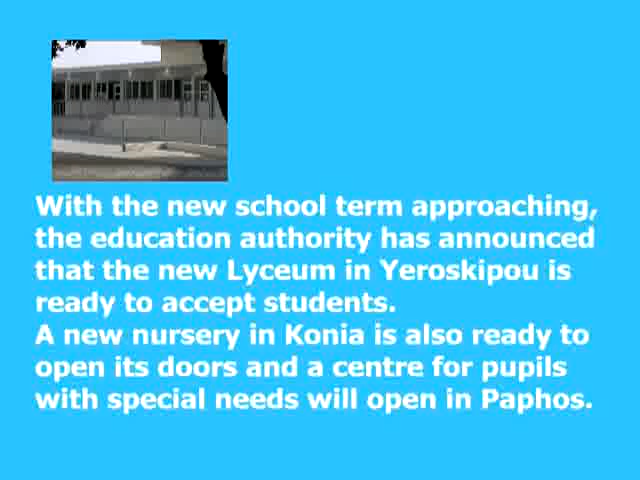 With the new school term approaching,
the education authority has announced
that the new Lyceum in Yeroskipou is
ready to accept students.
A new nursery in Konia is also ready to
open its doors and a centre for pupils
with special needs will open in Paphos.